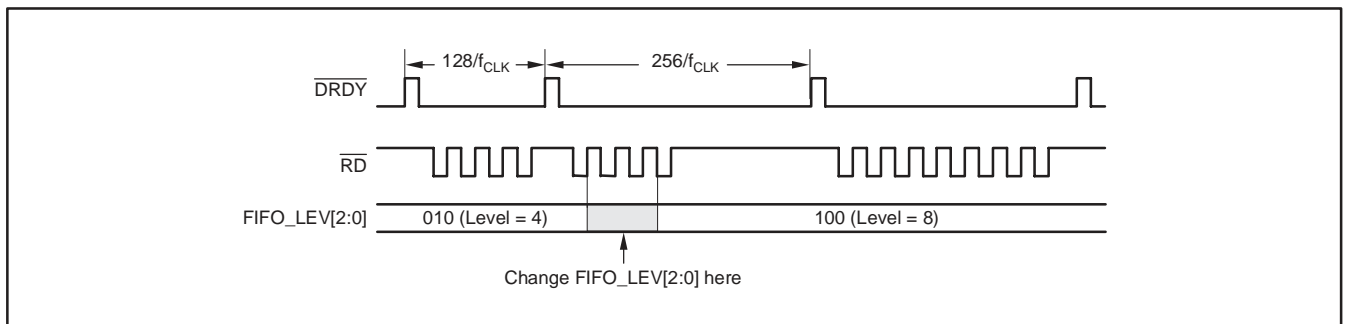 128/fCLK
256/fCLK
DRDY
RD
FIFO_LEV[2:0]
010 (Level = 4)
100 (Level = 8)
Change FIFO_LEV[2:0] here